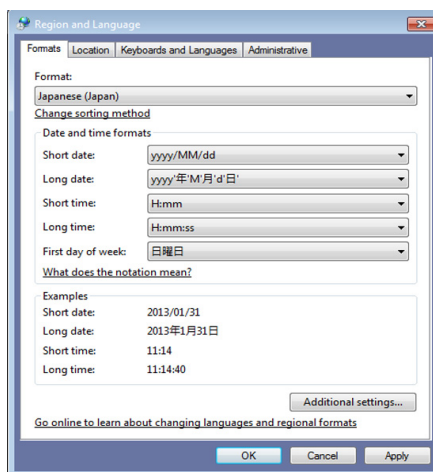 Region and Language
Formats Location Keyboards and Languages Administrative
Format:
Japanese (Japan)
Change sorting method
Date and time formats
Short date: yyyy/MM/dd
Long date: yyyy'年'M'月'd'日'
Short time: H:mm
Long time: H:mm:ss
First day of week: 日曜日
What does the notation mean?
Examples
Short date: 2013/01/31
Long date: 2013年1月31日
Short time: 11:14
Long time: 11:14:40
Additional settings...
Go online to learn about changing languages and regional formats
OK Cancel Apply